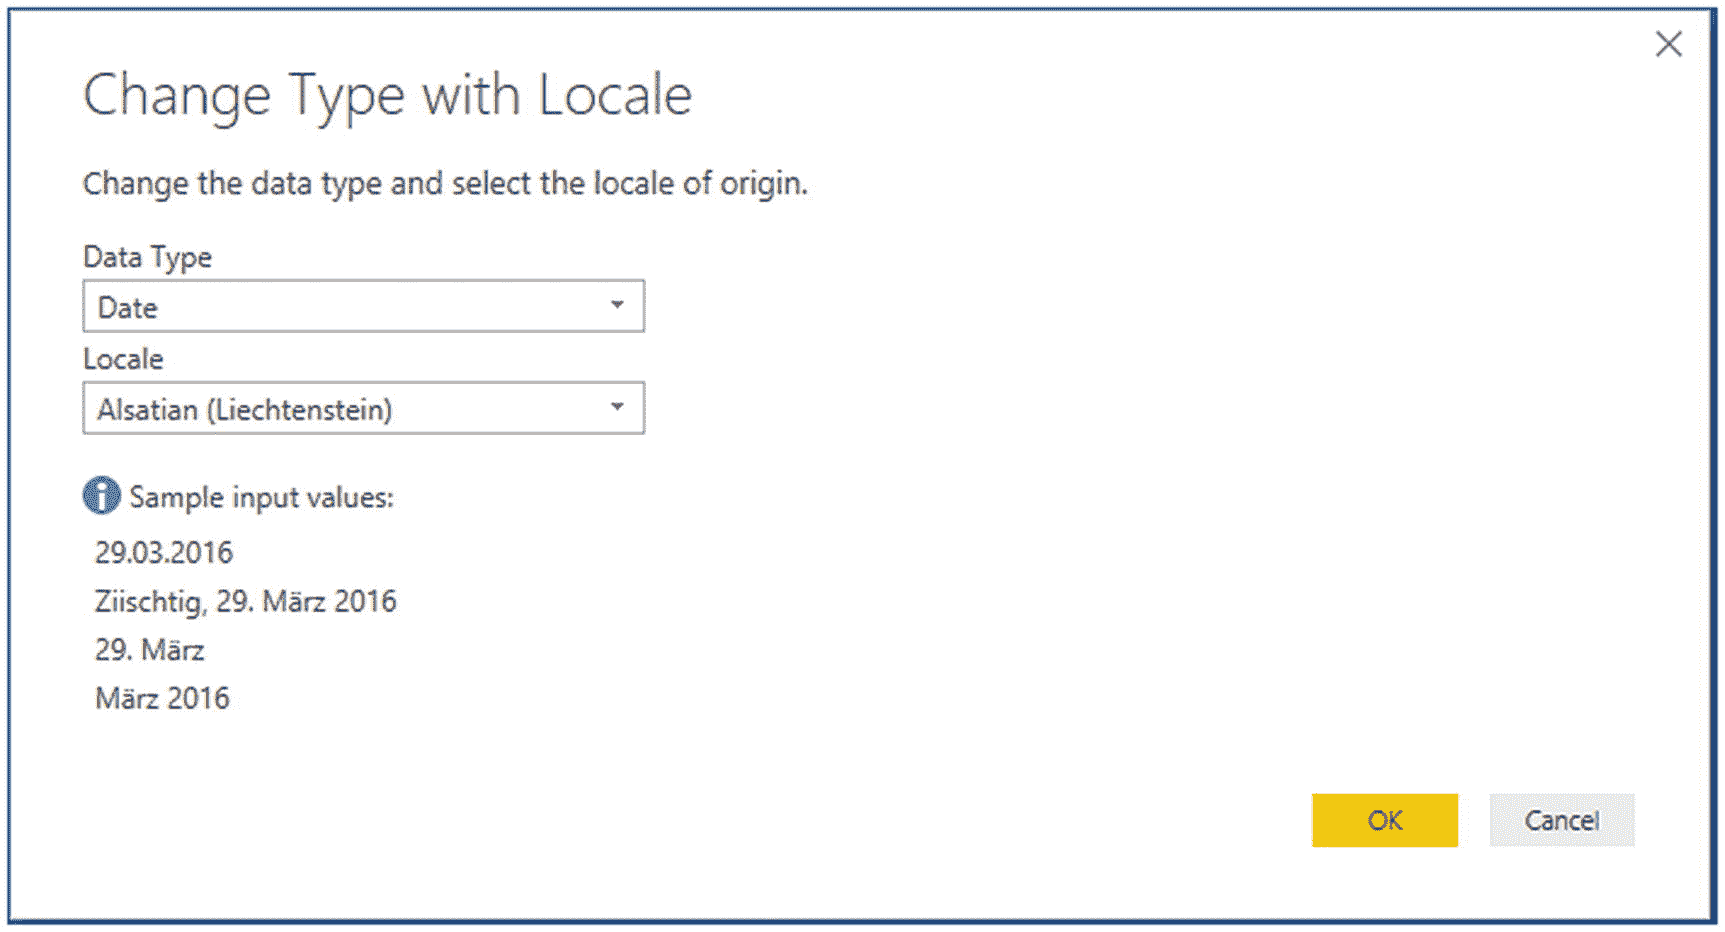 Change Type with Locale
Change the data type and select the locale of origin.
Data Type
Date
Locale
Alsatian (Liechtenstein)
Sample input values:
29.03.2016
Ziischtig, 29. März 2016
29. März
März 2016
OK
Cancel